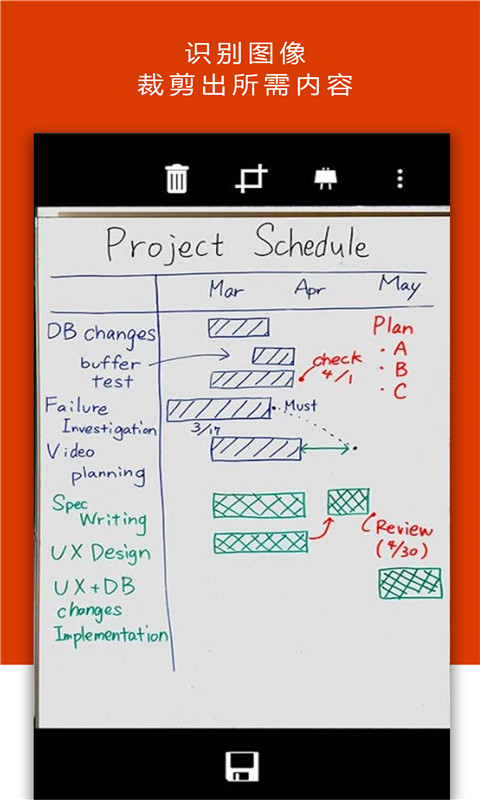 识别图像
裁剪出所需内容
Project Schedule
Mar Apr May
DB changes
buffer
test
Plan
· A
· B
· C
check
4/1
Failure
Investigation
Must
3/17
Video
planning
Spec
Writing
Review
(4/30)
UX Design
UX+DB
changes
Implementation